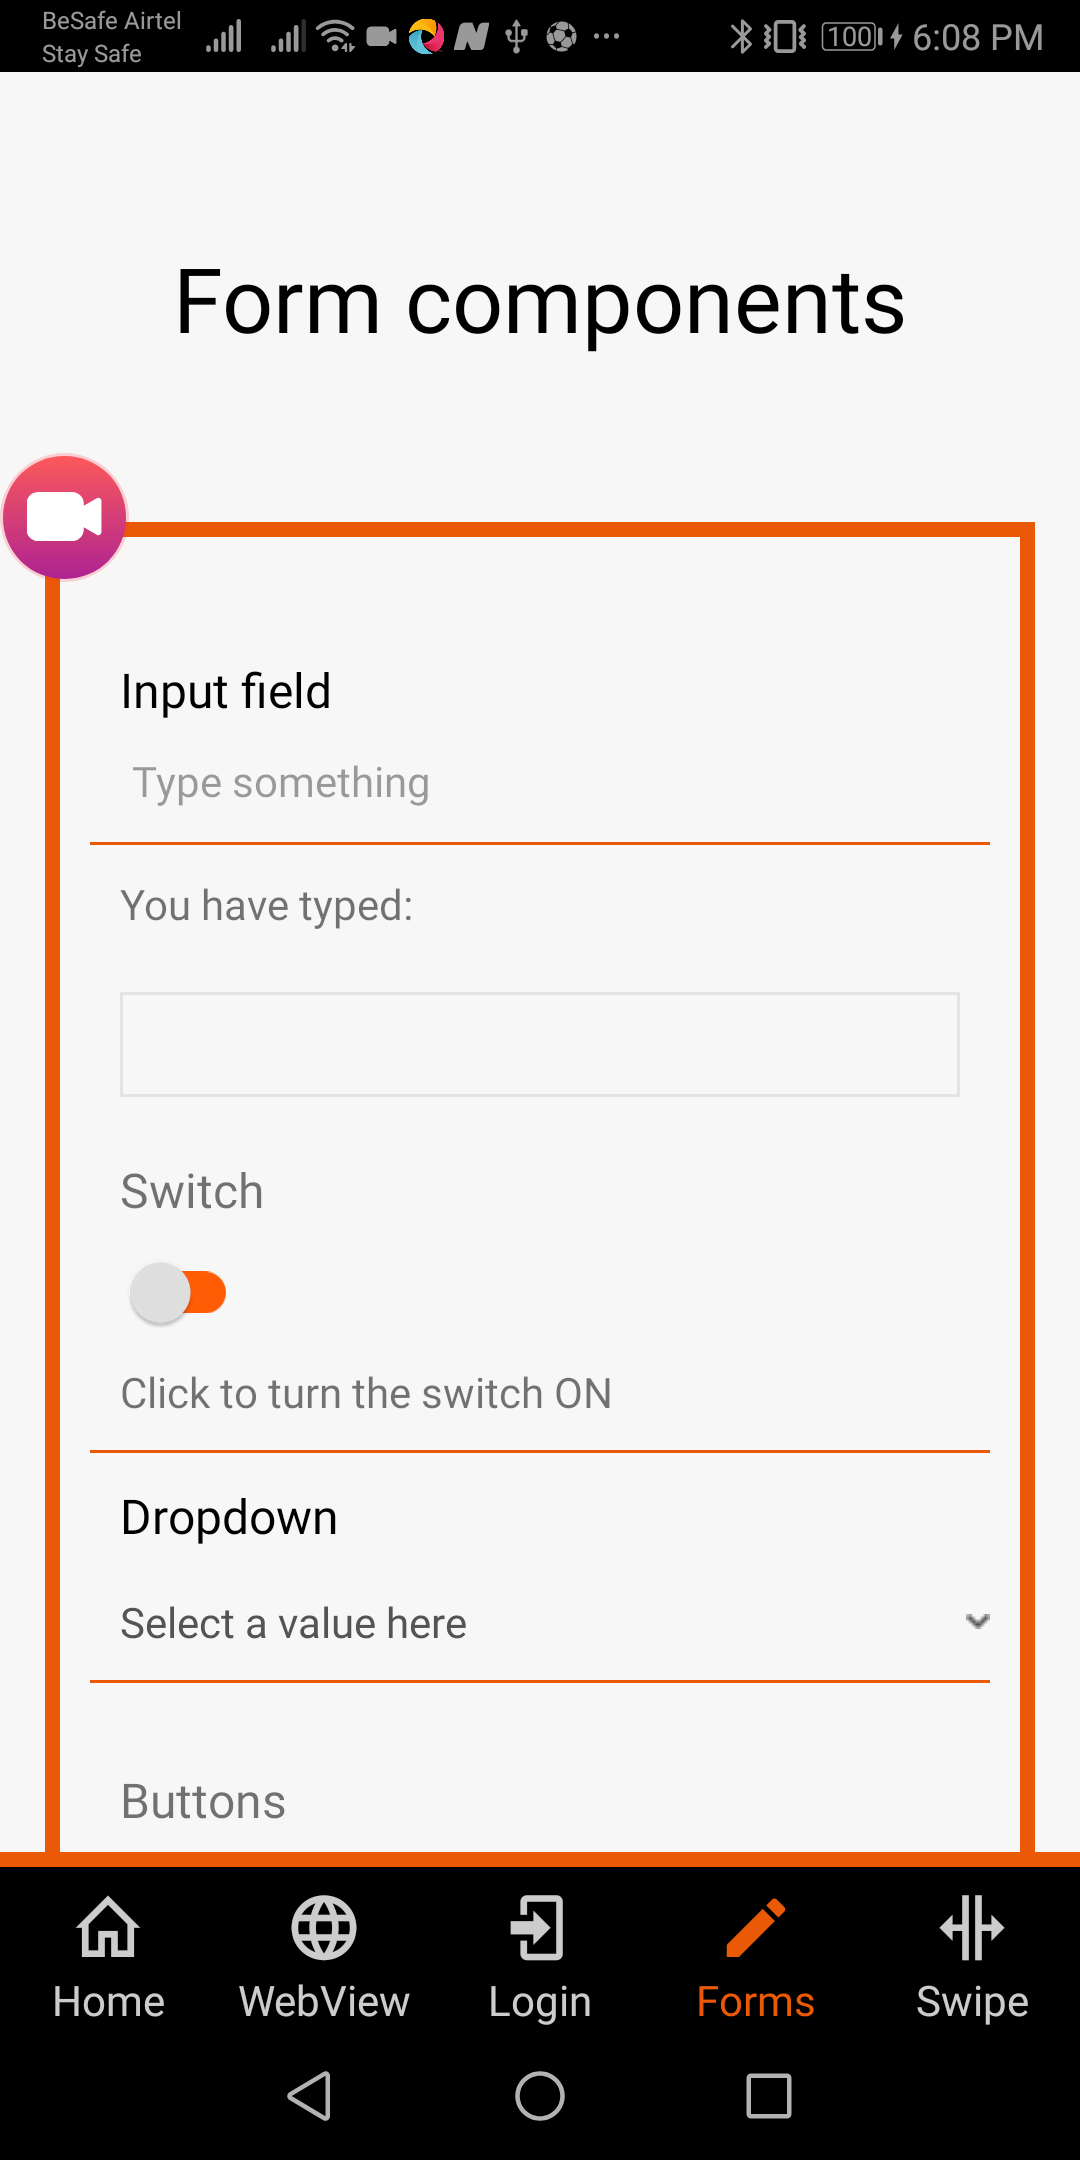 BeSafe Airtel
Stay Safe
100
6:08 PM
Form components
Input field
Type something
You have typed:
Switch
Click to turn the switch ON
Dropdown
Select a value here
Buttons
Home
WebView
Login
Forms
Swipe